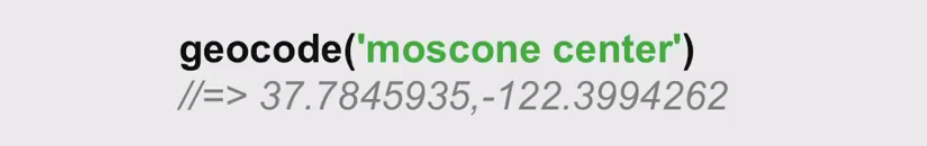 geocode('moscone center')
//=> 37.7845935,-122.3994262